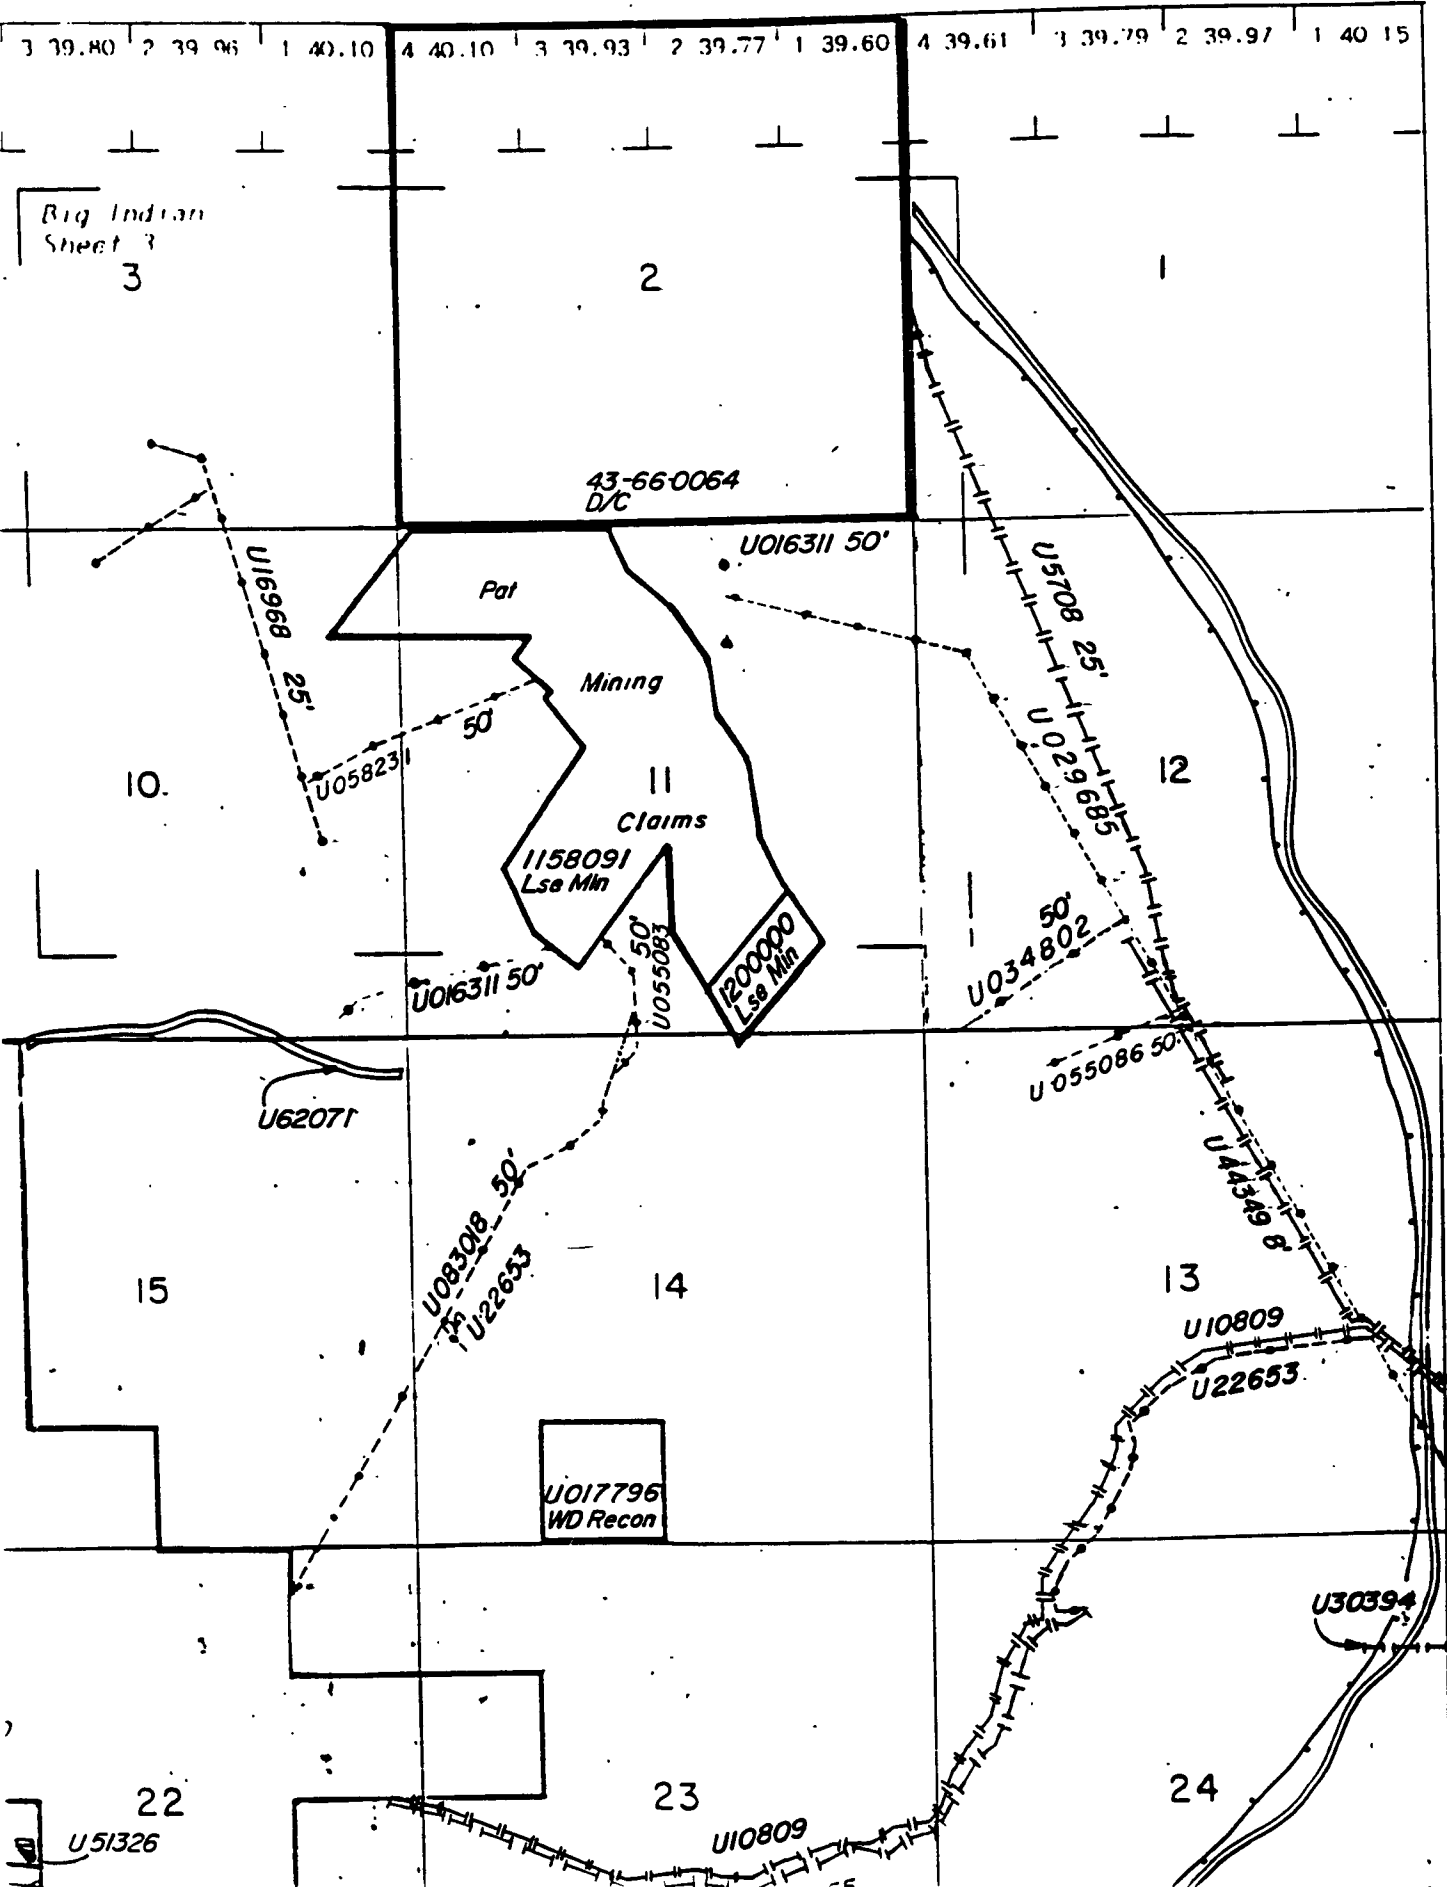 3 39.80 2 39.96 1 40.10 4 40.10 3 39.93 2 39.77 1 39.60 4 39.61 3 39.79 2 39.97 1 40 15
Big Indian
Sheet 3
3
2
1
43-66-0064
D/C
U016311 50'
U16968 25'
Pat
U5708 25'
Mining
50'
U058231
U029685
10
11
12
Claims
1158091
Lse Min
50'
U055083
1200000
Lse Min
50'
U034802
U016311 50'
U055086 50'
U62071
U44349 8'
U083018 50'
U22653
15
14
13
U10809
U22653
U017796
WD Recon
U30394
22
23
24
U51326
U10809